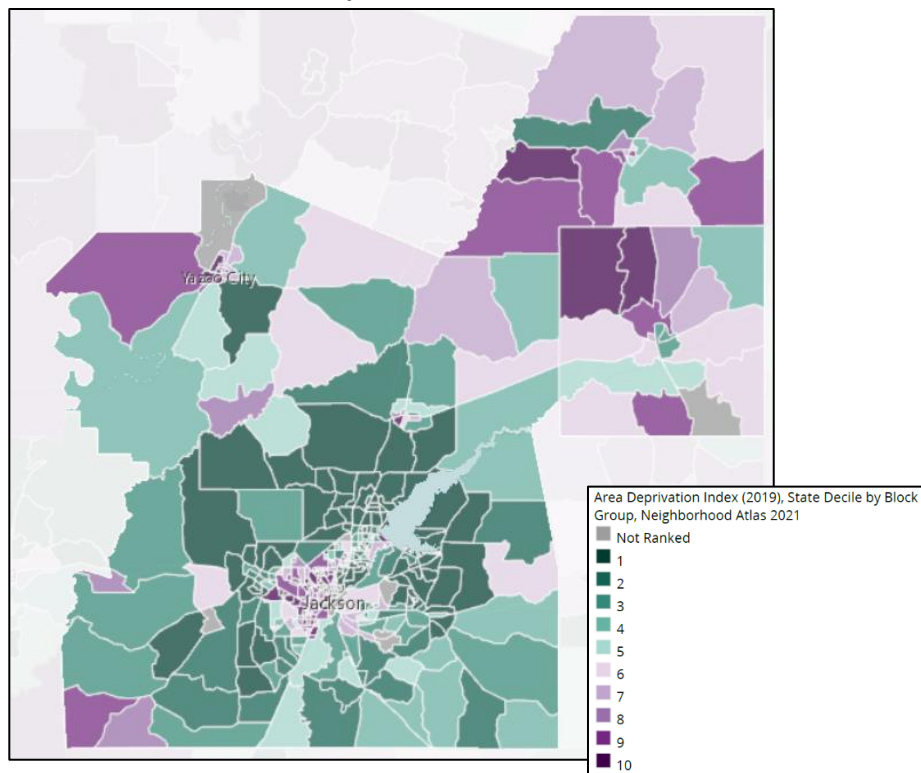 Yazoo City
Jackson
Area Deprivation Index (2019), State Decile by Block
Group, Neighborhood Atlas 2021
Not Ranked
1
2
3
4
5
6
7
8
9
10